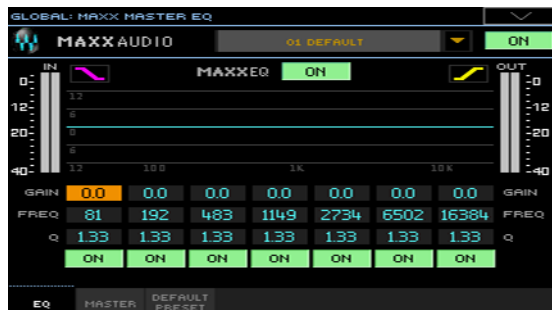 GLOBAL: MAXX MASTER EQ
MAXXAUDIO 01 DEFAULT ON
IN MAXXEQ ON OUT
0 12 0
12 6 12
20 0 20
6
40 12 100 1K 10K 40
GAIN 0.0 0.0 0.0 0.0 0.0 0.0 0.0 GAIN
FREQ 81 192 483 1149 2734 6502 16384 FREQ
Q 1.33 1.33 1.33 1.33 1.33 1.33 1.33 Q
ON ON ON ON ON ON ON
EQ MASTER DEFAULT
PRESET